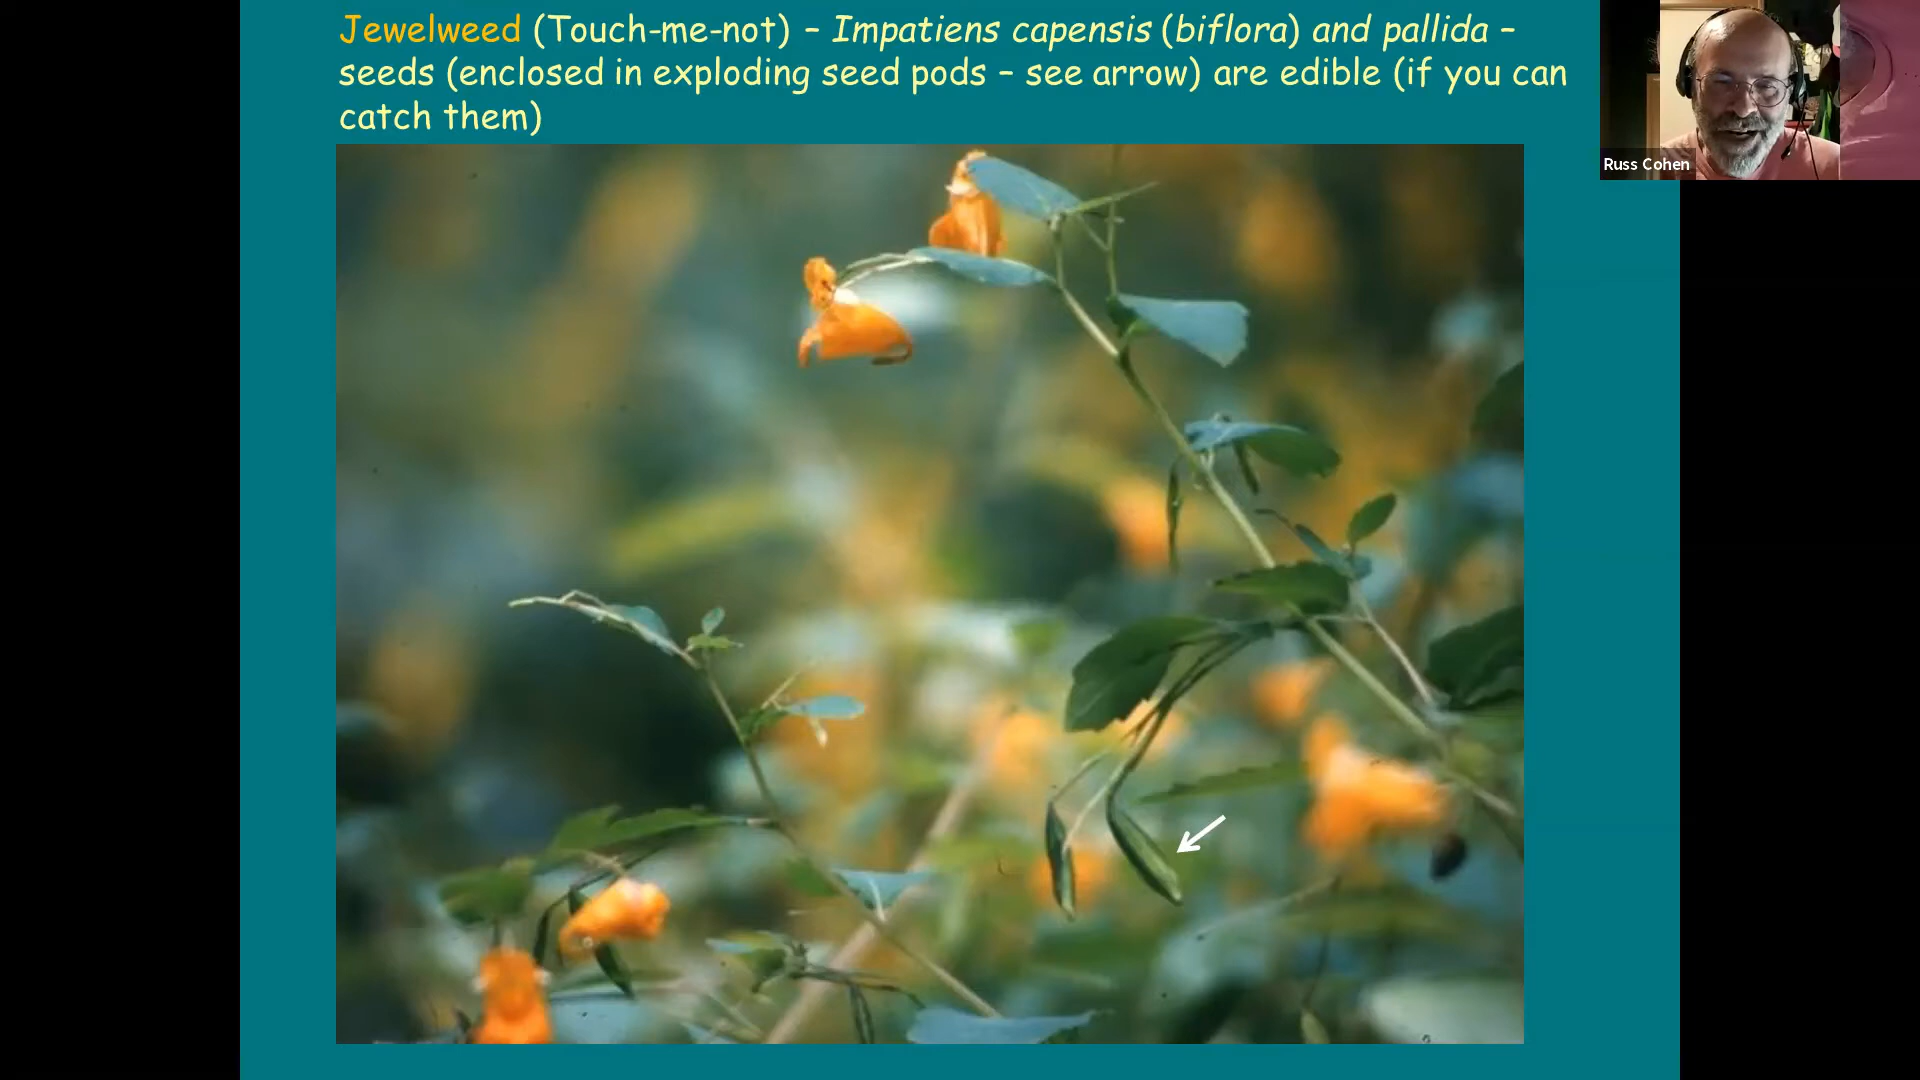 Jewelweed (Touch-me-not) – Impatiens capensis (biflora) and pallida –
seeds (enclosed in exploding seed pods – see arrow) are edible (if you can
catch them)
Russ Cohen